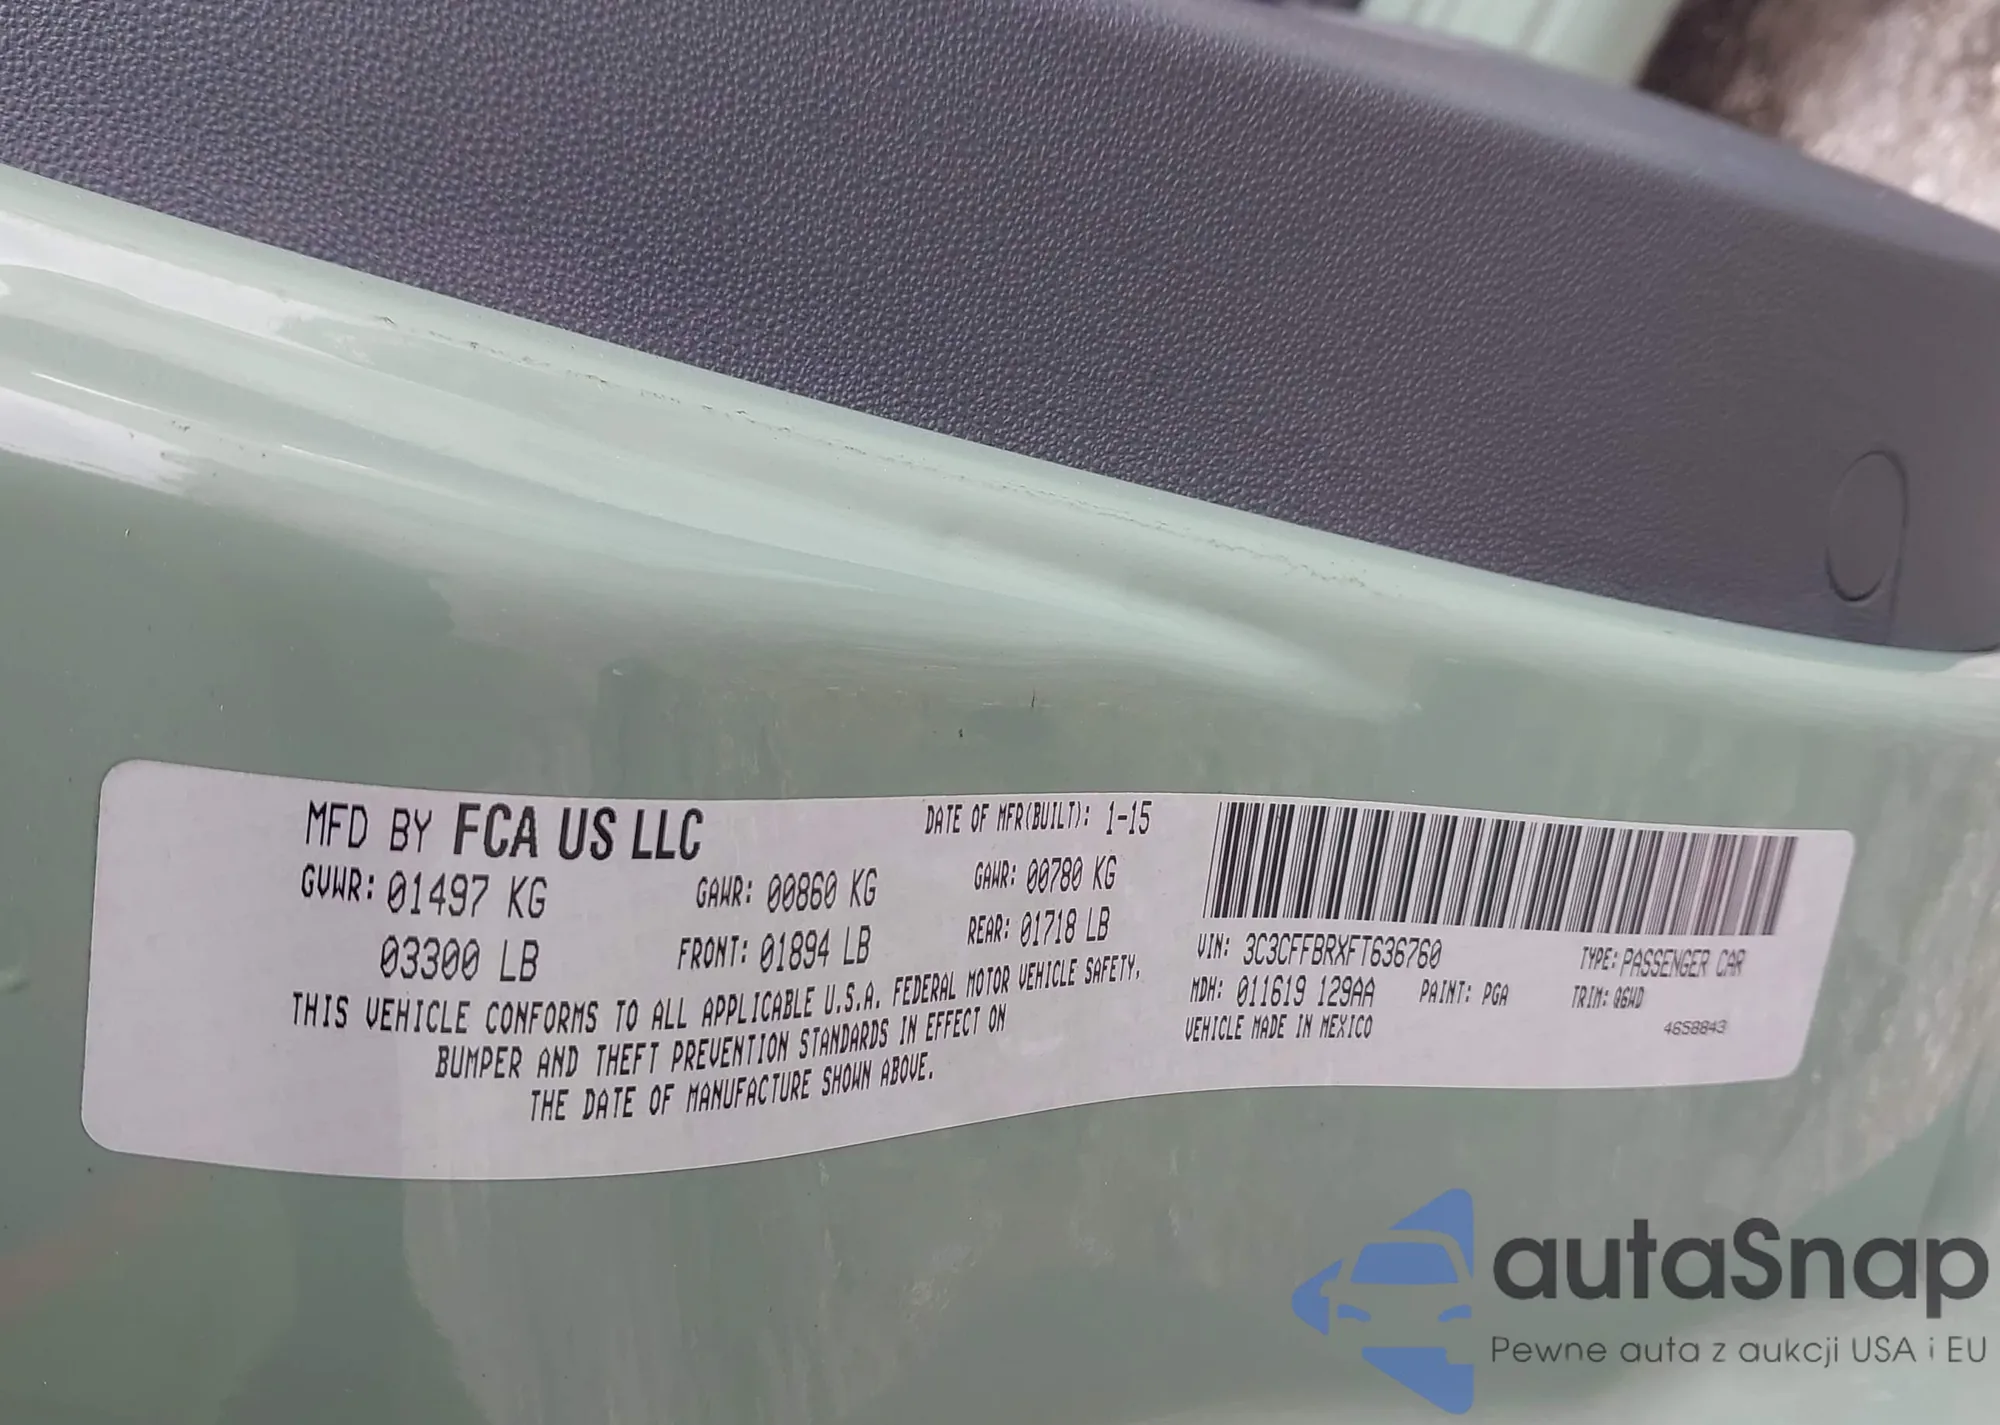 MFD BY FCA US LLC
DATE OF MFR(BUILT): 1-15
GVWR: 01497 KG
GAWR: 00860 KG
GAWR: 00780 KG
03300 LB
FRONT: 01894 LB
REAR: 01718 LB
THIS VEHICLE CONFORMS TO ALL APPLICABLE U.S.A. FEDERAL MOTOR VEHICLE SAFETY,
BUMPER AND THEFT PREVENTION STANDARDS IN EFFECT ON
THE DATE OF MANUFACTURE SHOWN ABOVE.
VIN: 3C3CFFBRXFT636760
TYPE: PASSENGER CAR
MDH: 011619 129AA
PAINT: PGA
TRIM: Q6WD
VEHICLE MADE IN MEXICO
4658843
autaSnap
Pewne auta z aukcji USA i EU